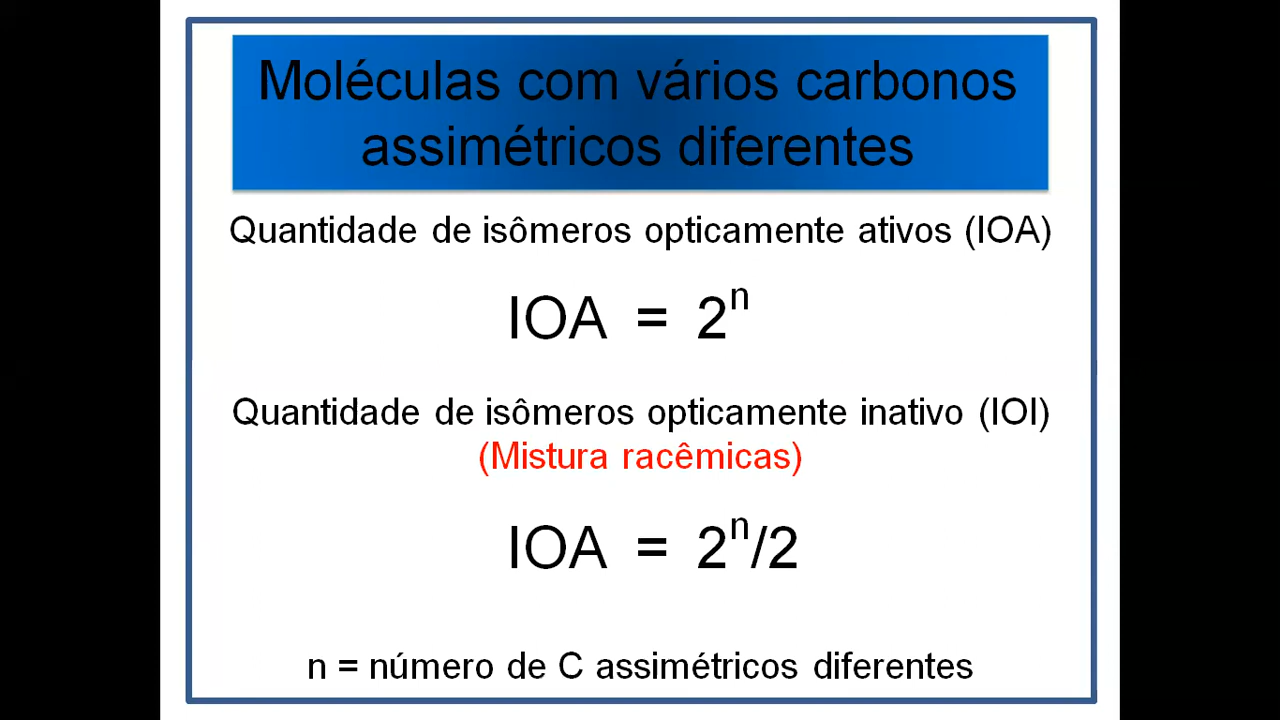 Moléculas com vários carbonos
assimétricos diferentes
Quantidade de isômeros opticamente ativos (IOA)
IOA = 2ⁿ
Quantidade de isômeros opticamente inativo (IOI)
(Mistura racêmicas)
IOA = 2ⁿ/2
n = número de C assimétricos diferentes